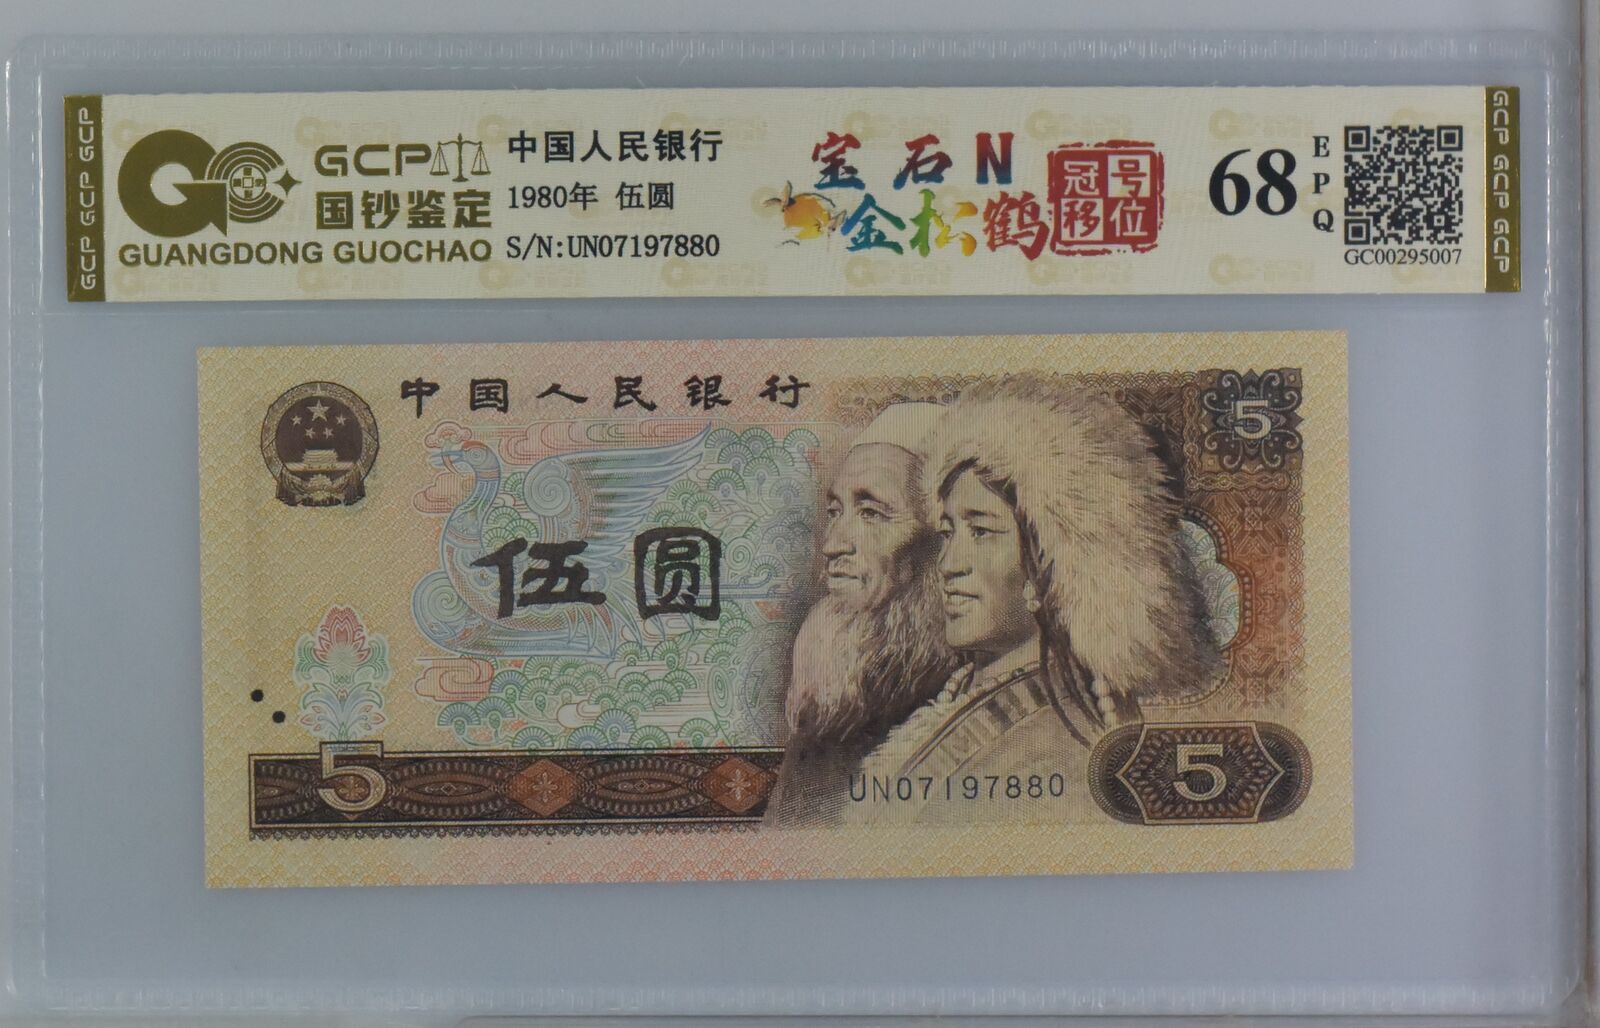 GCP GCP GCP
GCP
国钞鉴定
GUANGDONG GUOCHAO
中国人民银行
1980年 伍圆
S/N:UN07197880
宝石N
金松鹤
冠号
移位
68
EPQ
GC00295007
GCP GCP GCP
中国人民银行
5
伍圆
5
UN07197880
5